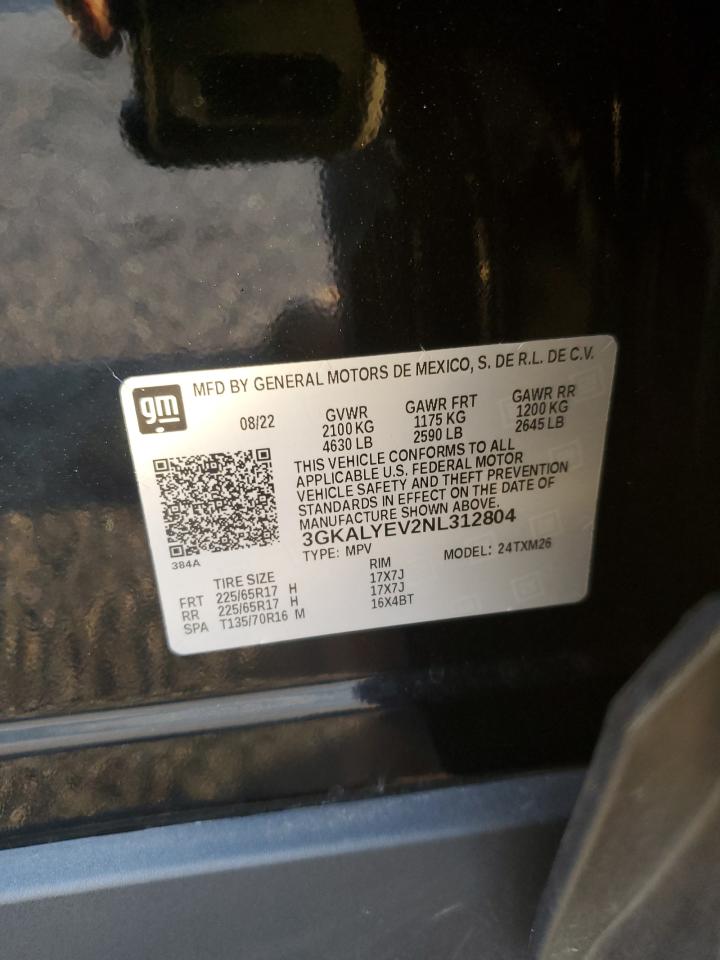 gm
MFD BY GENERAL MOTORS DE MEXICO, S. DE R.L. DE C.V.
08/22 GVWR GAWR FRT GAWR RR
2100 KG 1175 KG 1200 KG
4630 LB 2590 LB 2645 LB
THIS VEHICLE CONFORMS TO ALL
APPLICABLE U.S. FEDERAL MOTOR
VEHICLE SAFETY AND THEFT PREVENTION
STANDARDS IN EFFECT ON THE DATE OF
MANUFACTURE SHOWN ABOVE.
3GKALYEV2NL312804
384A
TYPE: MPV MODEL: 24TXM26
TIRE SIZE RIM
FRT 225/65R17 H 17X7J
RR 225/65R17 H 17X7J
SPA T135/70R16 M 16X4BT